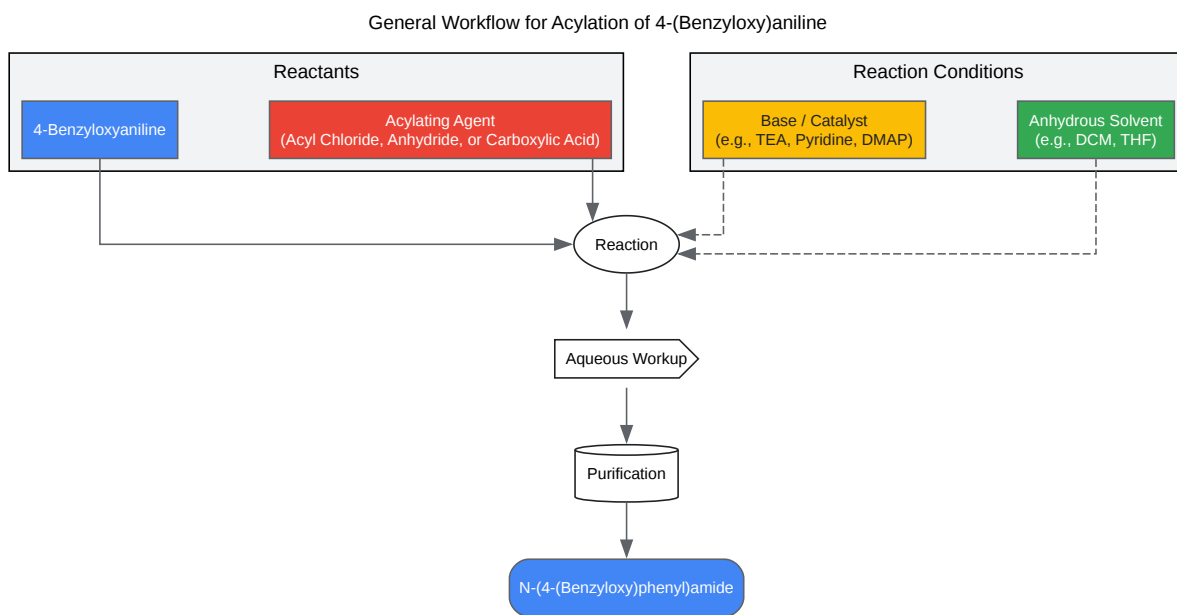 General Workflow for Acylation of 4-(Benzyloxy)aniline
Reactants
4-Benzyloxyaniline
Acylating Agent
(Acyl Chloride, Anhydride, or Carboxylic Acid)
Reaction Conditions
Base / Catalyst
(e.g., TEA, Pyridine, DMAP)
Anhydrous Solvent
(e.g., DCM, THF)
Reaction
Aqueous Workup
Purification
N-(4-(Benzyloxy)phenyl)amide